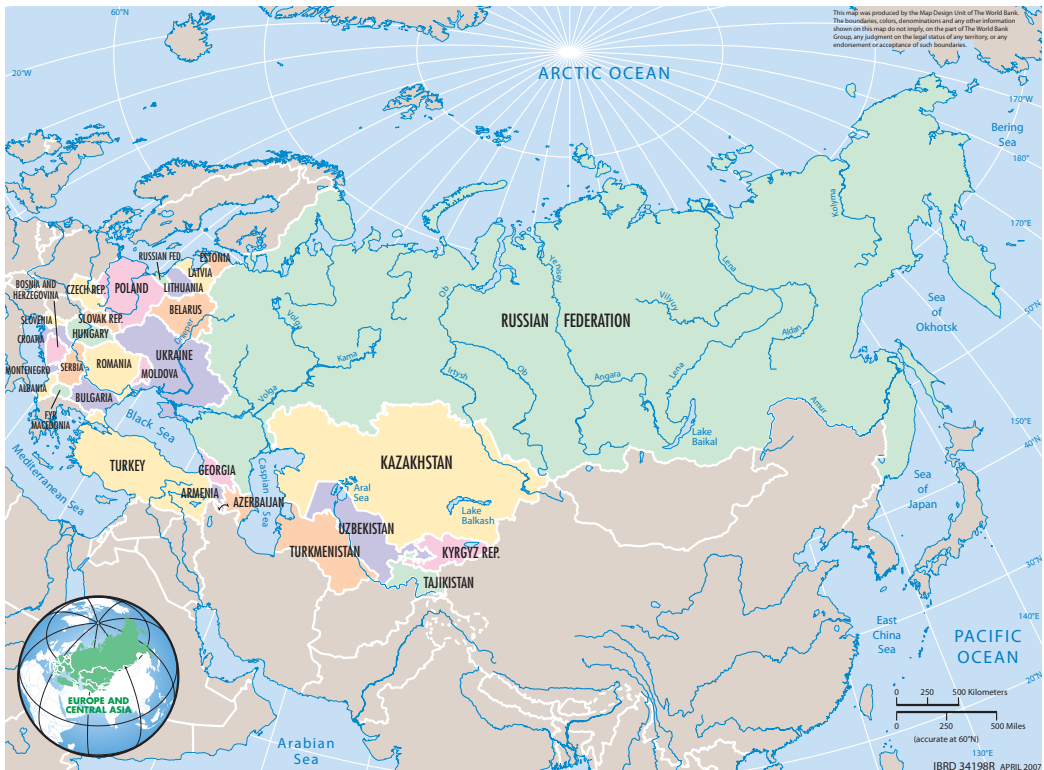 This map was produced by the Map Design Unit of The World Bank.
The boundaries, colors, denominations and any other information
shown on this map do not imply, on the part of The World Bank
Group, any judgment on the legal status of any territory, or any
endorsement or acceptance of such boundaries.
60°N
20°W
ARCTIC OCEAN
170°W
Bering
Sea
180°
170°E
Kolyma
50°N
Sea
of
Okhotsk
RUSSIAN FED.
ESTONIA
LATVIA
LITHUANIA
BOSNIA AND
HERZEGOVINA
CZECH REP.
POLAND
BELARUS
SLOVENIA
SLOVAK REP.
HUNGARY
CROATIA
UKRAINE
Dnieper
MONTENEGRO
SERBIA
ROMANIA
MOLDOVA
ALBANIA
BULGARIA
FYR
MACEDONIA
Black Sea
Mediterranean Sea
Volga
Kama
Volga
Ob
Yenisey
Irtysh
Ob
RUSSIAN FEDERATION
Vilyuy
Lena
Aldan
Angara
Lena
Amur
Lake
Baikal
150°E
40°N
Sea
of
Japan
TURKEY
GEORGIA
ARMENIA
AZERBAIJAN
Caspian Sea
KAZAKHSTAN
Aral
Sea
Lake
Balkash
UZBEKISTAN
TURKMENISTAN
KYRGYZ REP.
TAJIKISTAN
30°N
140°E
East
China
Sea
PACIFIC
OCEAN
20°N
EUROPE AND
CENTRAL ASIA
Arabian
Sea
0 250 500 Kilometers
0 250 500 Miles
(accurate at 60°N)
130°E
IBRD 34198R APRIL 2007